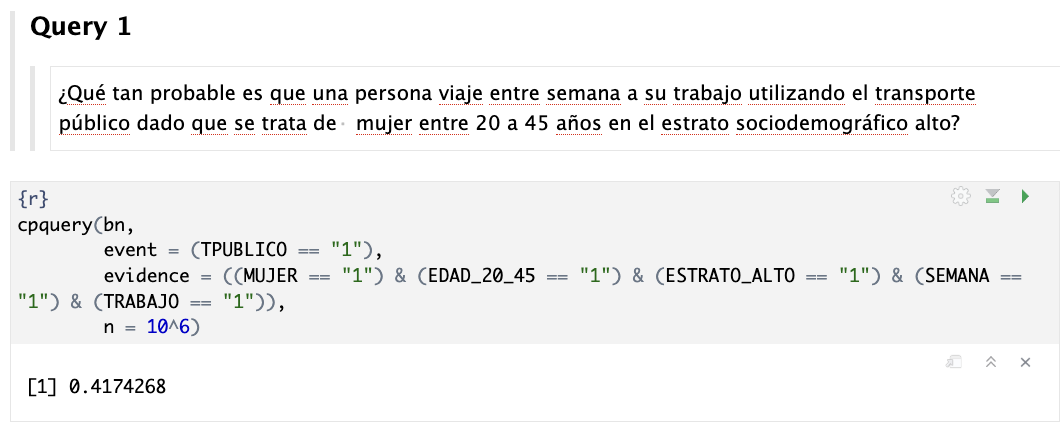 Query 1
¿Qué tan probable es que una persona viaje entre semana a su trabajo utilizando el transporte
público dado que se trata de mujer entre 20 a 45 años en el estrato sociodemográfico alto?
{r}
cpquery(bn,
event = (TPUBLICO == "1"),
evidence = ((MUJER == "1") & (EDAD_20_45 == "1") & (ESTRATO_ALTO == "1") & (SEMANA ==
"1") & (TRABAJO == "1")),
n = 10^6)
[1] 0.4174268